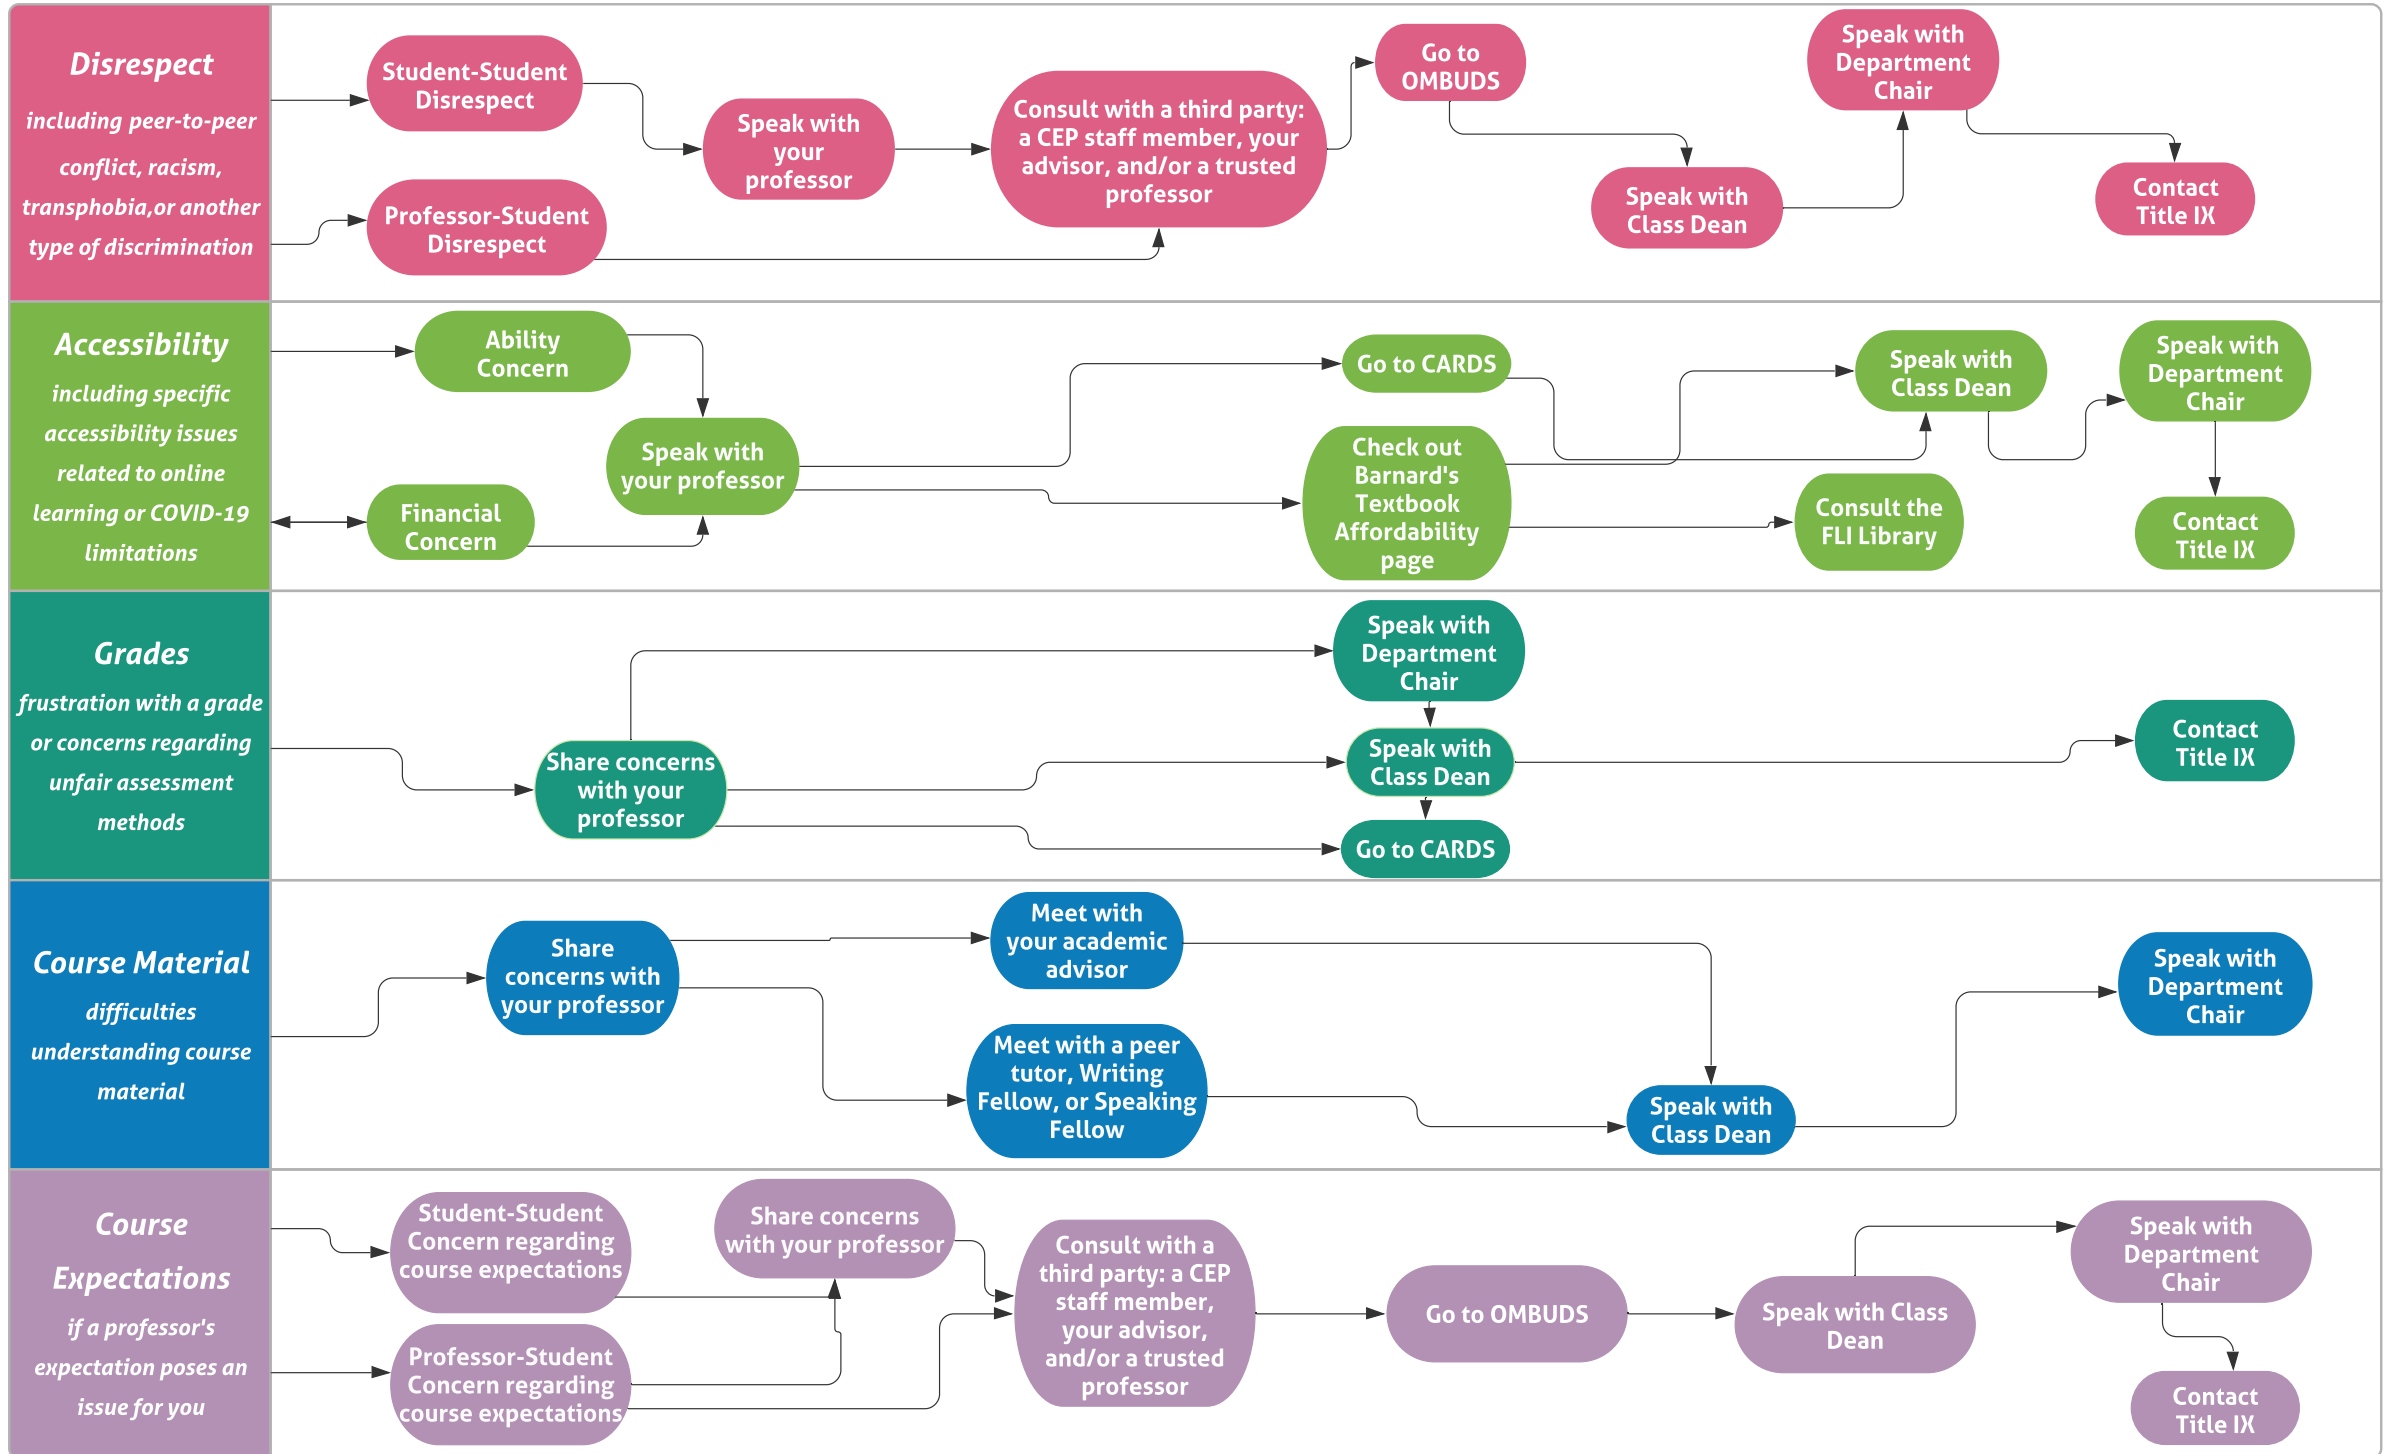 Disrespect
including peer-to-peer
conflict, racism,
transphobia,or another
type of discrimination
Student-Student
Disrespect
Professor-Student
Disrespect
Speak with
your
professor
Consult with a third party:
a CEP staff member, your
advisor, and/or a trusted
professor
Go to
OMBUDS
Speak with
Class Dean
Speak with
Department
Chair
Contact
Title IX
Accessibility
including specific
accessibility issues
related to online
learning or COVID-19
limitations
Ability
Concern
Financial
Concern
Speak with
your professor
Go to CARDS
Check out
Barnard's
Textbook
Affordability
page
Speak with
Class Dean
Consult the
FLI Library
Speak with
Department
Chair
Contact
Title IX
Grades
frustration with a grade
or concerns regarding
unfair assessment
methods
Share concerns
with your
professor
Speak with
Department
Chair
Speak with
Class Dean
Go to CARDS
Contact
Title IX
Course Material
difficulties
understanding course
material
Share
concerns with
your professor
Meet with
your academic
advisor
Meet with a peer
tutor, Writing
Fellow, or Speaking
Fellow
Speak with
Class Dean
Speak with
Department
Chair
Course
Expectations
if a professor's
expectation poses an
issue for you
Student-Student
Concern regarding
course expectations
Professor-Student
Concern regarding
course expectations
Share concerns
with your professor
Consult with a
third party: a CEP
staff member,
your advisor,
and/or a trusted
professor
Go to OMBUDS
Speak with Class
Dean
Speak with
Department
Chair
Contact
Title IX